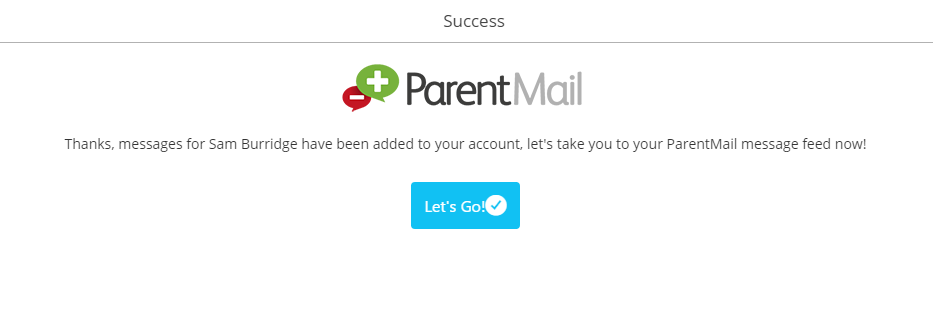 Success
ParentMail
Thanks, messages for Sam Burridge have been added to your account, let's take you to your ParentMail message feed now!
Let's Go!